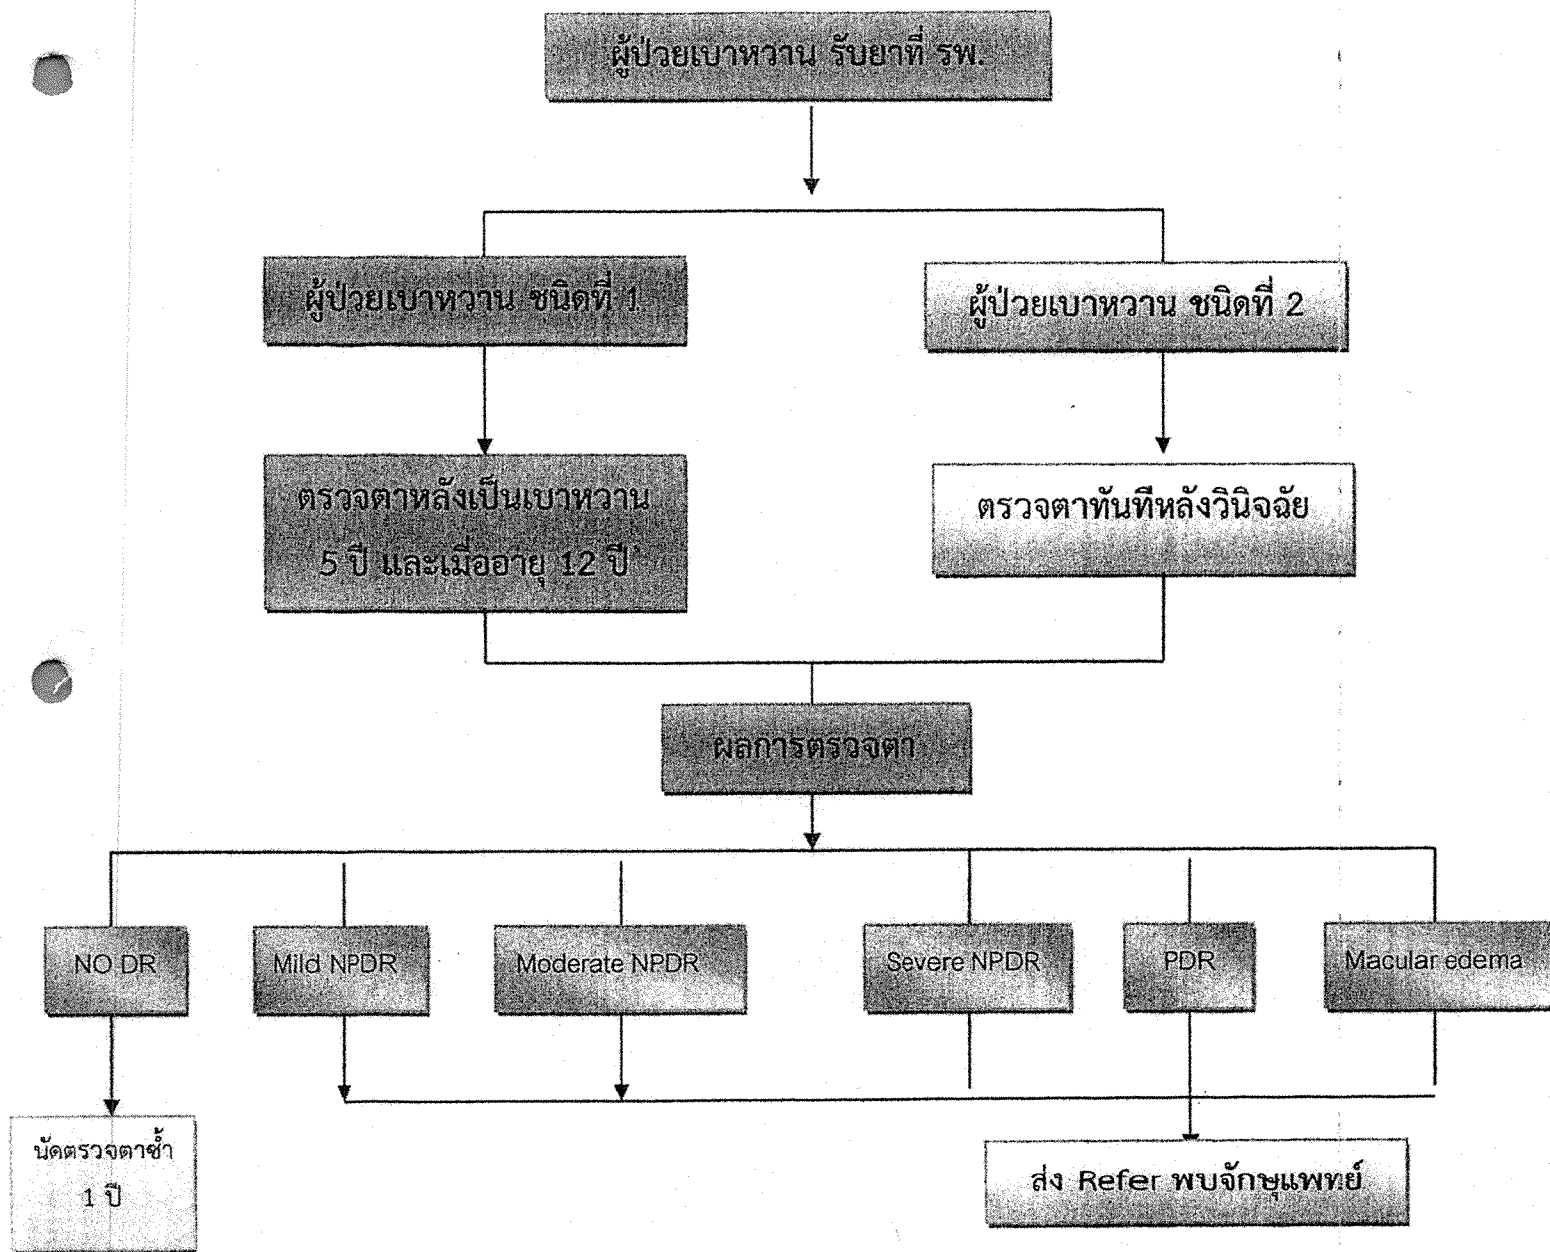 ผู้ป่วยเบาหวาน รับยาที่ รพ.
ผู้ป่วยเบาหวาน ชนิดที่ 1
ผู้ป่วยเบาหวาน ชนิดที่ 2
ตรวจตาหลังเป็นเบาหวาน
5 ปี และเมื่ออายุ 12 ปี
ตรวจตาทันทีหลังวินิจฉัย
ผลการตรวจตา
NO DR
Mild NPDR
Moderate NPDR
Severe NPDR
PDR
Macular edema
นัดตรวจตาซ้ำ
1 ปี
ส่ง Refer พบจักษุแพทย์